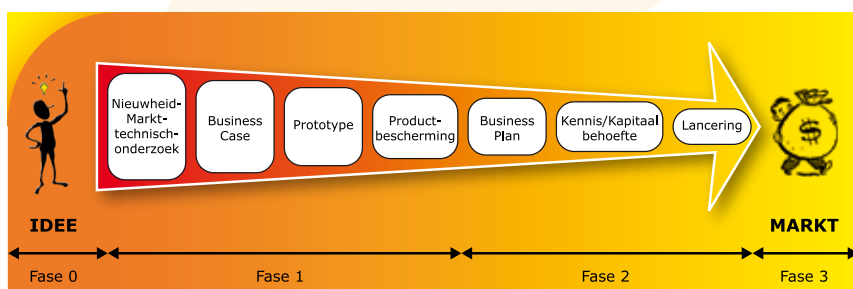 Nieuwheid-
Markt-
technisch-
onderzoek
Business
Case
Prototype
Product-
bescherming
Business
Plan
Kennis/Kapitaal
behoefte
Lancering
$
IDEE
MARKT
Fase 0
Fase 1
Fase 2
Fase 3